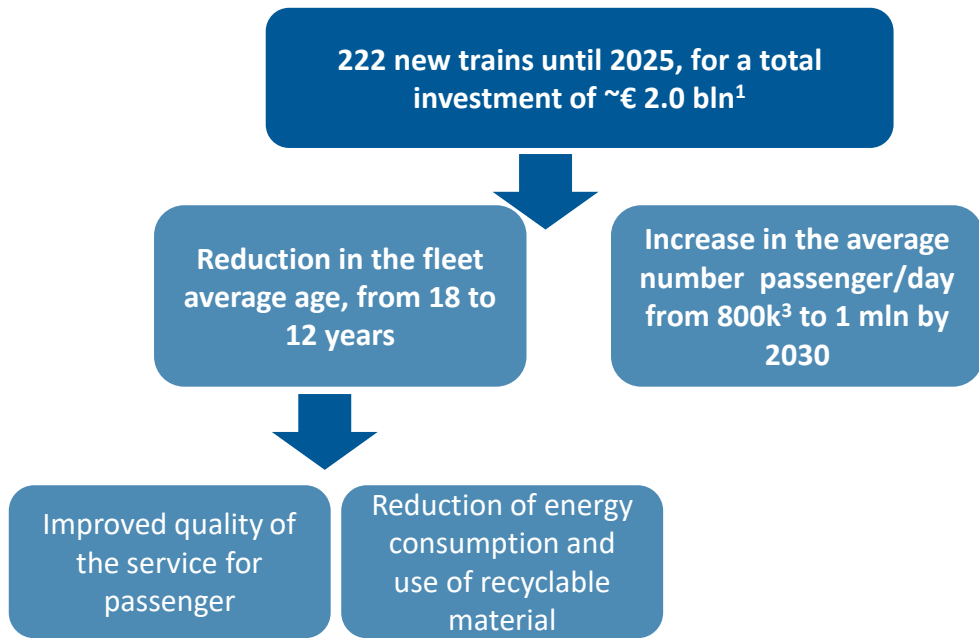 222 new trains until 2025, for a total
investment of ~€ 2.0 bln¹
Reduction in the fleet
average age, from 18 to
12 years
Increase in the average
number passenger/day
from 800k³ to 1 mln by
2030
Improved quality of
the service for
passenger
Reduction of energy
consumption and
use of recyclable
material